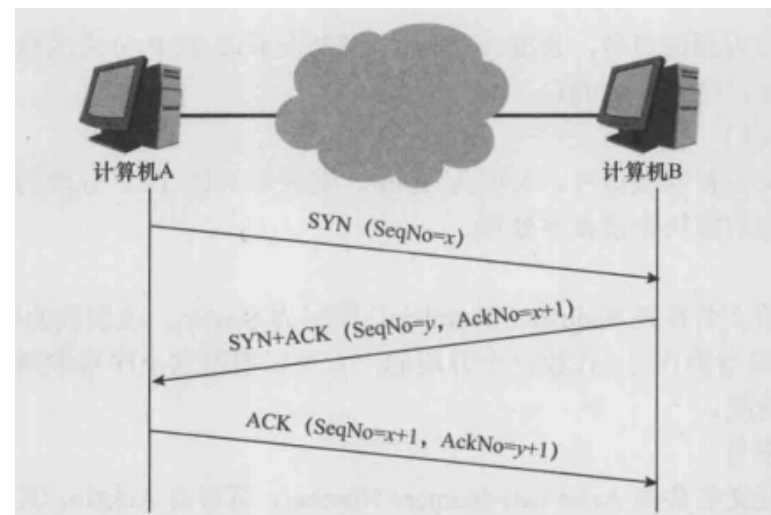 计算机A
计算机B
SYN（SeqNo=x）
SYN+ACK（SeqNo=y，AckNo=x+1）
ACK（SeqNo=x+1，AckNo=y+1）